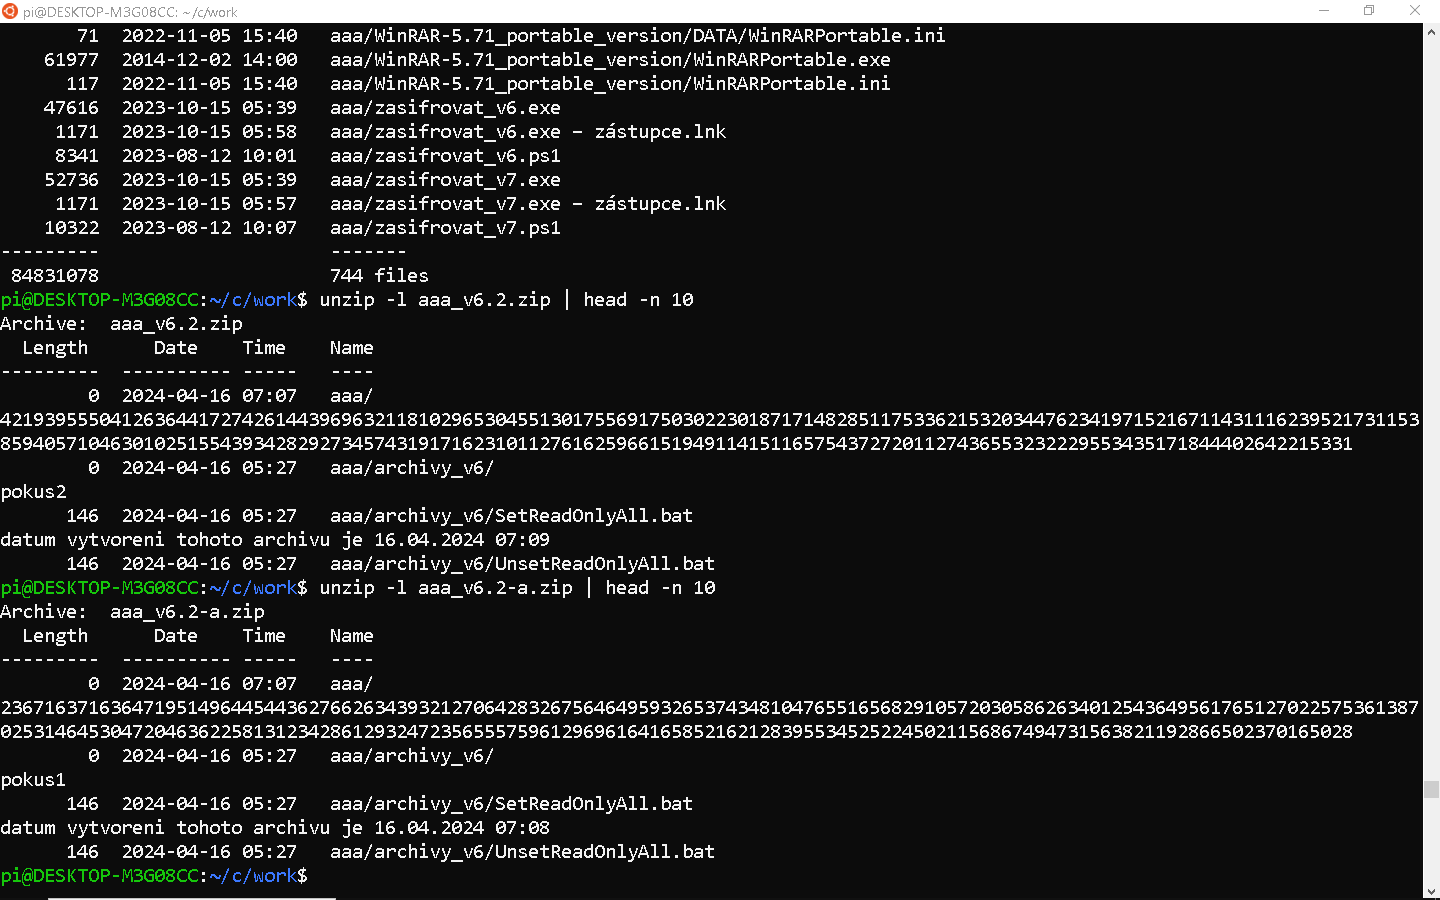 pi@DESKTOP-M3G08CC: ~/c/work
71 2022-11-05 15:40 aaa/WinRAR-5.71_portable_version/DATA/WinRARPortable.ini
61977 2014-12-02 14:00 aaa/WinRAR-5.71_portable_version/WinRARPortable.exe
117 2022-11-05 15:40 aaa/WinRAR-5.71_portable_version/WinRARPortable.ini
47616 2023-10-15 05:39 aaa/zasifrovat_v6.exe
1171 2023-10-15 05:58 aaa/zasifrovat_v6.exe – zástupce.lnk
8341 2023-08-12 10:01 aaa/zasifrovat_v6.ps1
52736 2023-10-15 05:39 aaa/zasifrovat_v7.exe
1171 2023-10-15 05:57 aaa/zasifrovat_v7.exe – zástupce.lnk
10322 2023-08-12 10:07 aaa/zasifrovat_v7.ps1
--------- -------
84831078 744 files
pi@DESKTOP-M3G08CC:~/c/work$ unzip -l aaa_v6.2.zip | head -n 10
Archive: aaa_v6.2.zip
Length Date Time Name
--------- ---------- ----- ----
0 2024-04-16 07:07 aaa/
421939555041263644172742614439696321181029653045513017556917503022301871714828511753362153203447623419715216711431116239521731153
859405710463010251554393428292734574319171623101127616259661519491141511657543727201127436553232229553435171844402642215331
0 2024-04-16 05:27 aaa/archivy_v6/
pokus2
146 2024-04-16 05:27 aaa/archivy_v6/SetReadOnlyAll.bat
datum vytvoreni tohoto archivu je 16.04.2024 07:09
146 2024-04-16 05:27 aaa/archivy_v6/UnsetReadOnlyAll.bat
pi@DESKTOP-M3G08CC:~/c/work$ unzip -l aaa_v6.2-a.zip | head -n 10
Archive: aaa_v6.2-a.zip
Length Date Time Name
--------- ---------- ----- ----
0 2024-04-16 07:07 aaa/
236716371636471951496445443627662634393212706428326756464959326537434810476551656829105720305862634012543649561765127022575361387
025314645304720463622581312342861293247235655575961296961641658521621283955345252245021156867494731563821192866502370165028
0 2024-04-16 05:27 aaa/archivy_v6/
pokus1
146 2024-04-16 05:27 aaa/archivy_v6/SetReadOnlyAll.bat
datum vytvoreni tohoto archivu je 16.04.2024 07:08
146 2024-04-16 05:27 aaa/archivy_v6/UnsetReadOnlyAll.bat
pi@DESKTOP-M3G08CC:~/c/work$